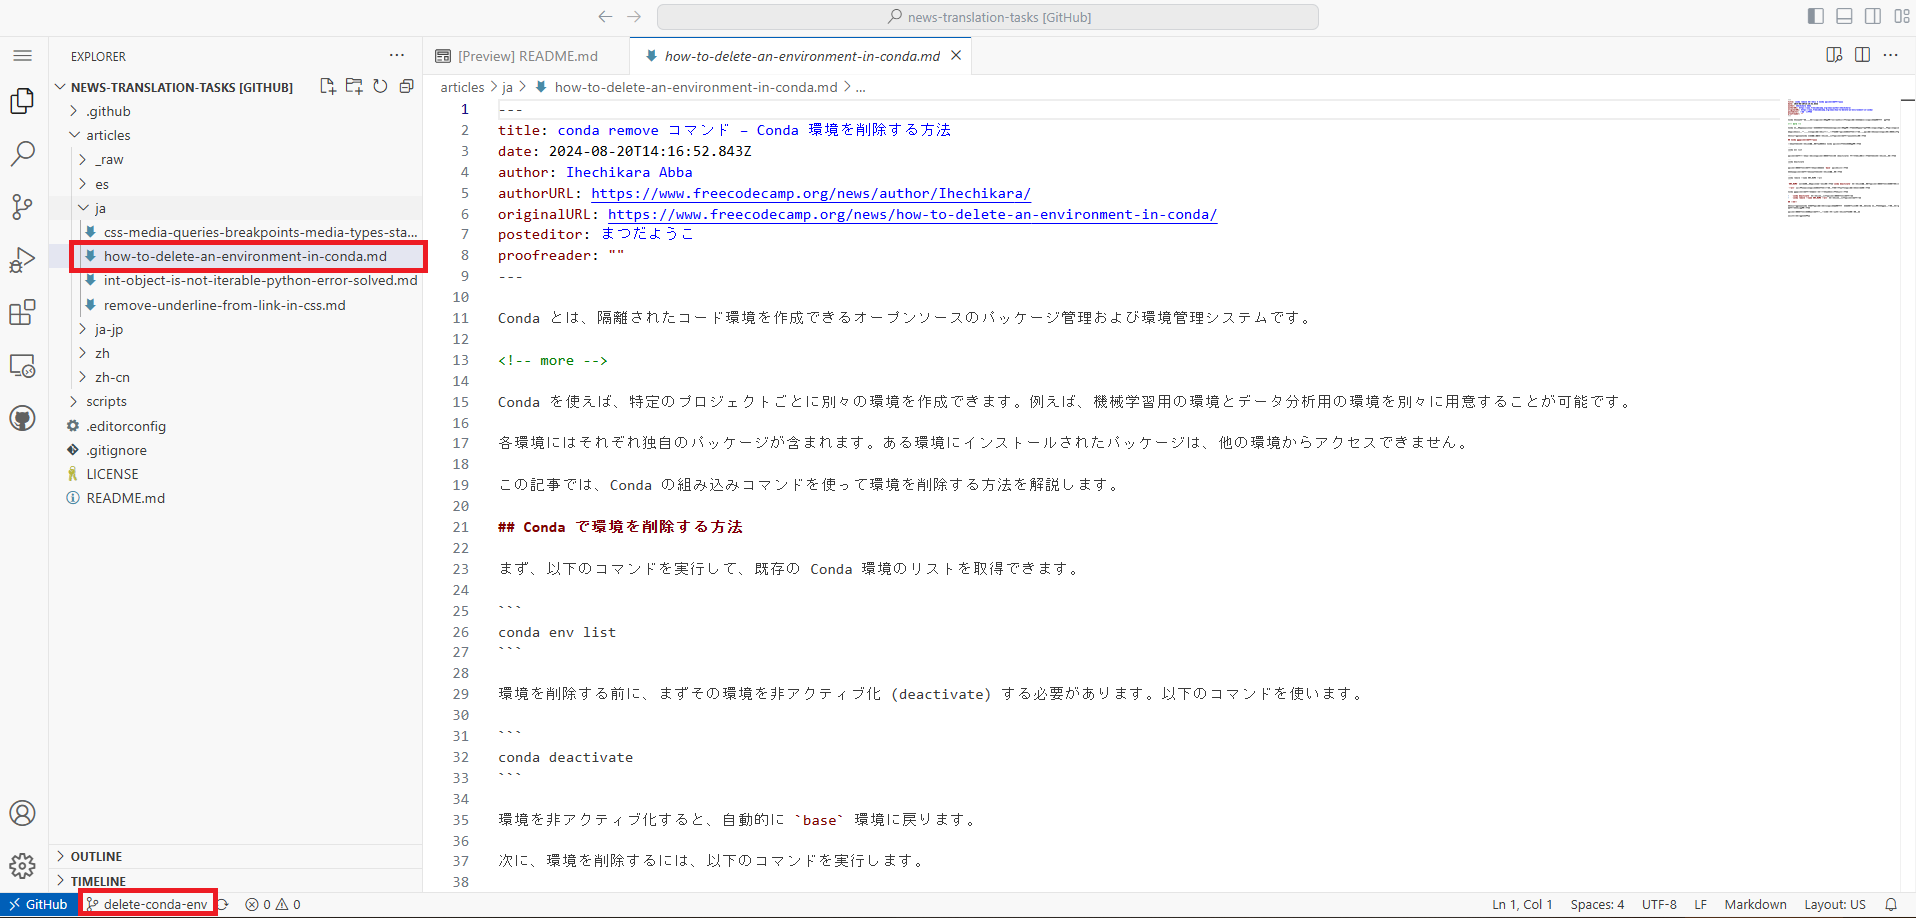 news-translation-tasks [GitHub]
EXPLORER
NEWS-TRANSLATION-TASKS [GITHUB]
.github
articles
_raw
es
ja
css-media-queries-breakpoints-media-types-sta...
how-to-delete-an-environment-in-conda.md
int-object-is-not-iterable-python-error-solved.md
remove-underline-from-link-in-css.md
ja-jp
zh
zh-cn
scripts
.editorconfig
.gitignore
LICENSE
README.md
OUTLINE
TIMELINE
[Preview] README.md
how-to-delete-an-environment-in-conda.md
articles > ja > how-to-delete-an-environment-in-conda.md > ...
1 ---
2 title: conda remove コマンド – Conda 環境を削除する方法
3 date: 2024-08-20T14:16:52.843Z
4 author: Ihechikara Abba
5 authorURL: https://www.freecodecamp.org/news/author/Ihechikara/
6 originalURL: https://www.freecodecamp.org/news/how-to-delete-an-environment-in-conda/
7 posteditor: まつだようこ
8 proofreader: ""
9 ---
10
11 Conda とは、隔離されたコード環境を作成できるオープンソースのパッケージ管理および環境管理システムです。
12
13 <!-- more -->
14
15 Conda を使えば、特定のプロジェクトごとに別々の環境を作成できます。例えば、機械学習用の環境とデータ分析用の環境を別々に用意することが可能です。
16
17 各環境にはそれぞれ独自のパッケージが含まれます。ある環境にインストールされたパッケージは、他の環境からアクセスできません。
18
19 この記事では、Conda の組み込みコマンドを使って環境を削除する方法を解説します。
20
21 ## Conda で環境を削除する方法
22
23 まず、以下のコマンドを実行して、既存の Conda 環境のリストを取得できます。
24
25 ```
26 conda env list
27 ```
28
29 環境を削除する前に、まずその環境を非アクティブ化 (deactivate) する必要があります。以下のコマンドを使います。
30
31 ```
32 conda deactivate
33 ```
34
35 環境を非アクティブ化すると、自動的に `base` 環境に戻ります。
36
37 次に、環境を削除するには、以下のコマンドを実行します。
38
GitHub delete-conda-env 0 0 Ln 1, Col 1 Spaces: 4 UTF-8 LF Markdown Layout: US